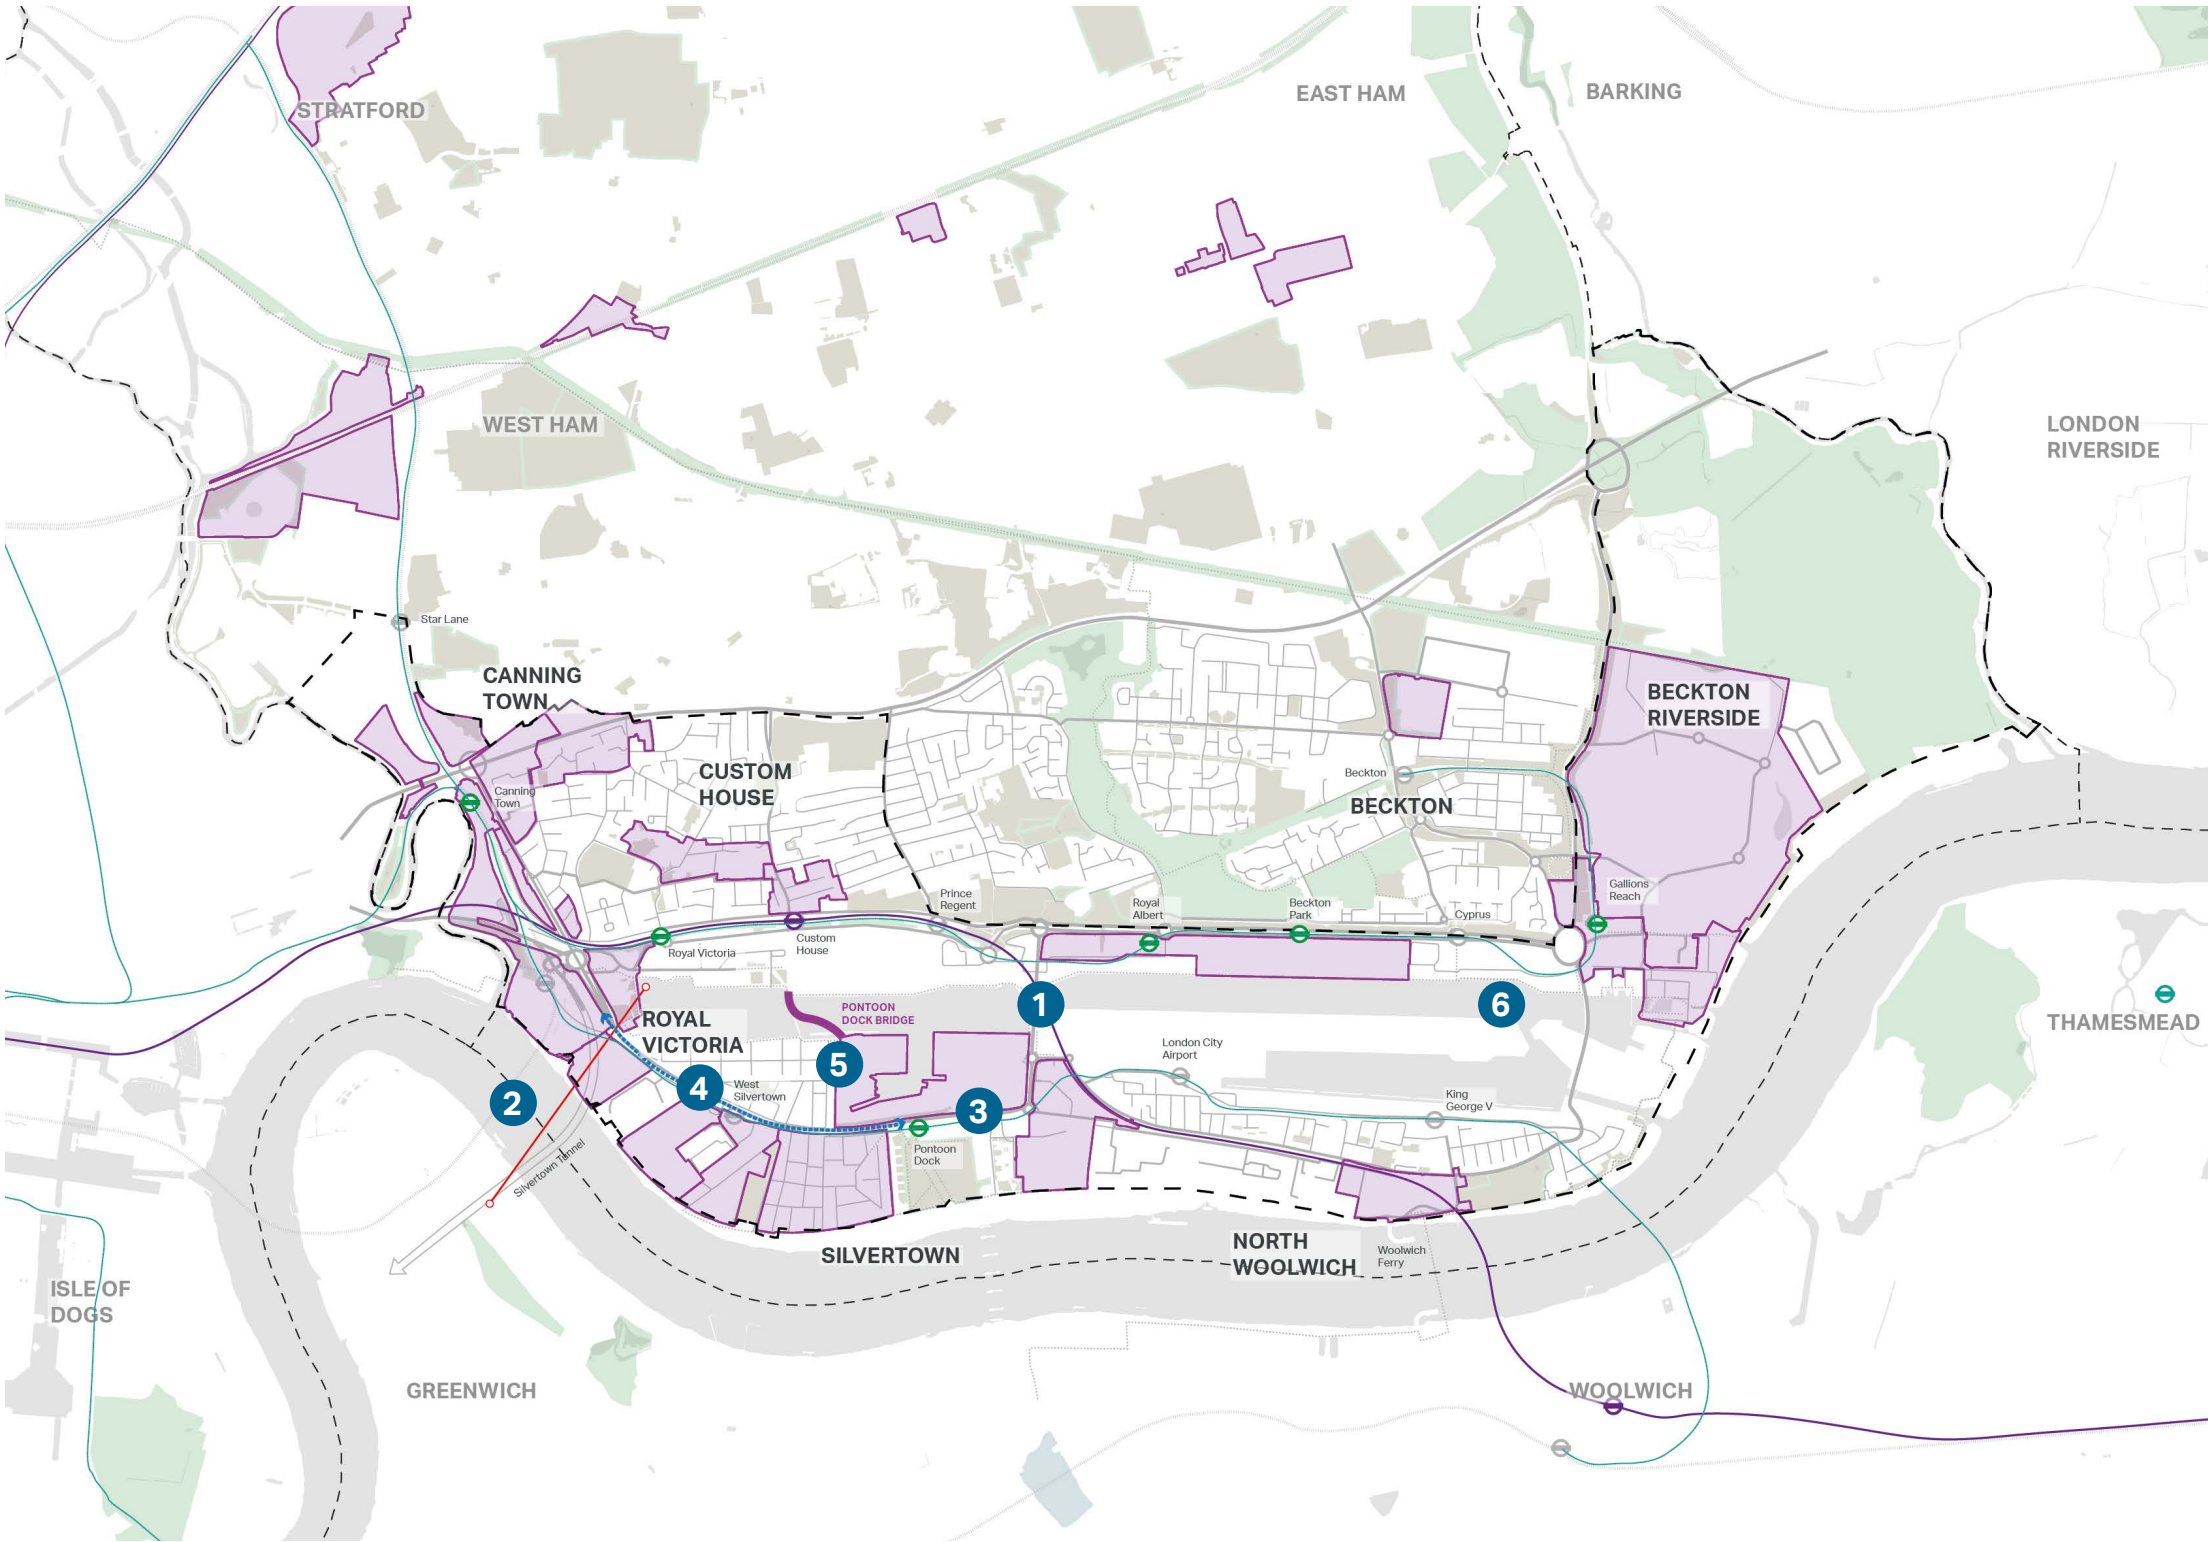 STRATFORD
EAST HAM
BARKING
WEST HAM
LONDON
RIVERSIDE
Star Lane
CANNING
TOWN
BECKTON
RIVERSIDE
CUSTOM
HOUSE
Beckton
BECKTON
Canning
Town
Prince
Regent
Royal
Albert
Beckton
Park
Cyprus
Gallions
Reach
Royal Victoria
Custom
House
ROYAL
VICTORIA
PONTOON
DOCK BRIDGE
1
6
THAMESMEAD
London City
Airport
5
2
4
West
Silvertown
3
King
George V
Pontoon
Dock
Silvertown Tunnel
SILVERTOWN
NORTH
WOOLWICH
Woolwich
Ferry
ISLE OF
DOGS
GREENWICH
WOOLWICH